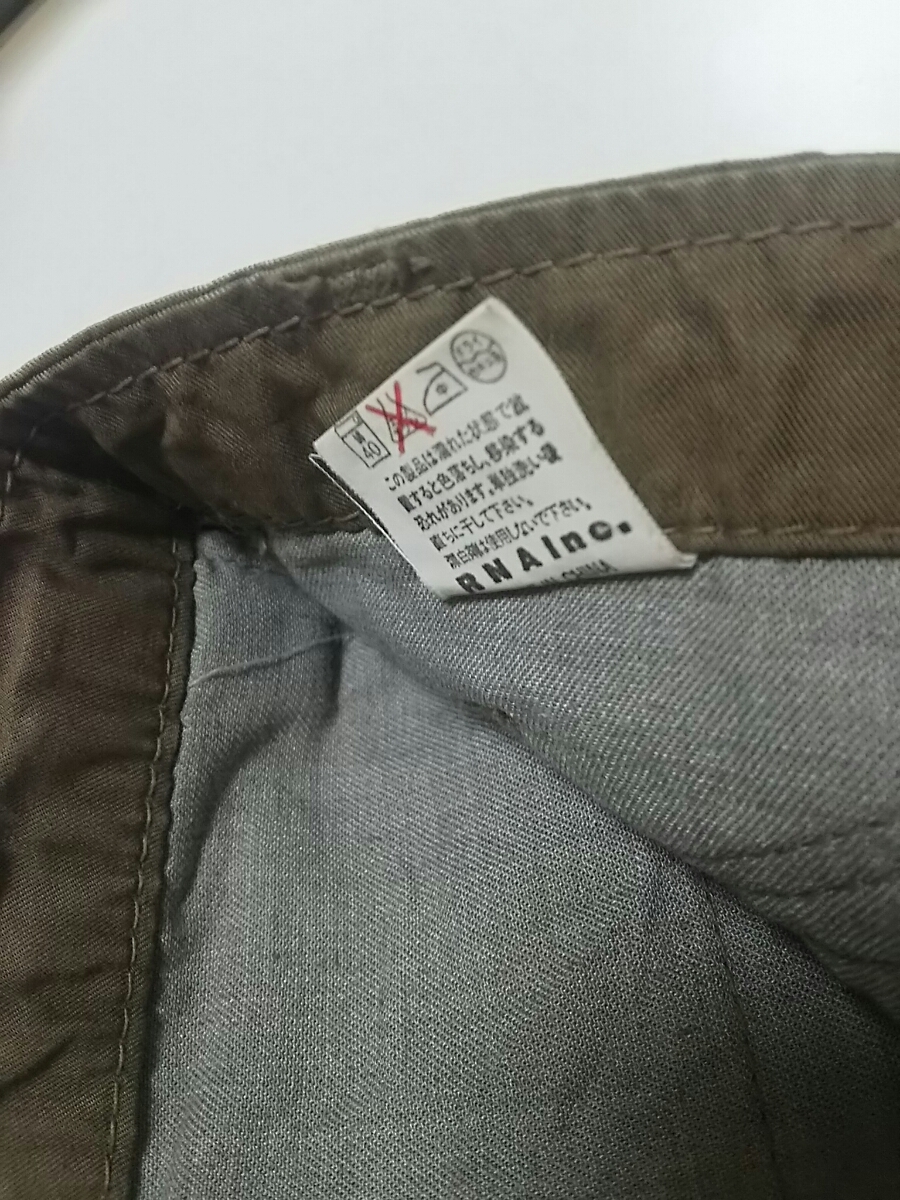 40
この製品は濡れた状態で放
置すると色落ちし、移染する
恐れがあります。単独洗い後
直ちに干して下さい。
漂白剤は使用しないで下さい。
RNA Inc.
IN CHINA